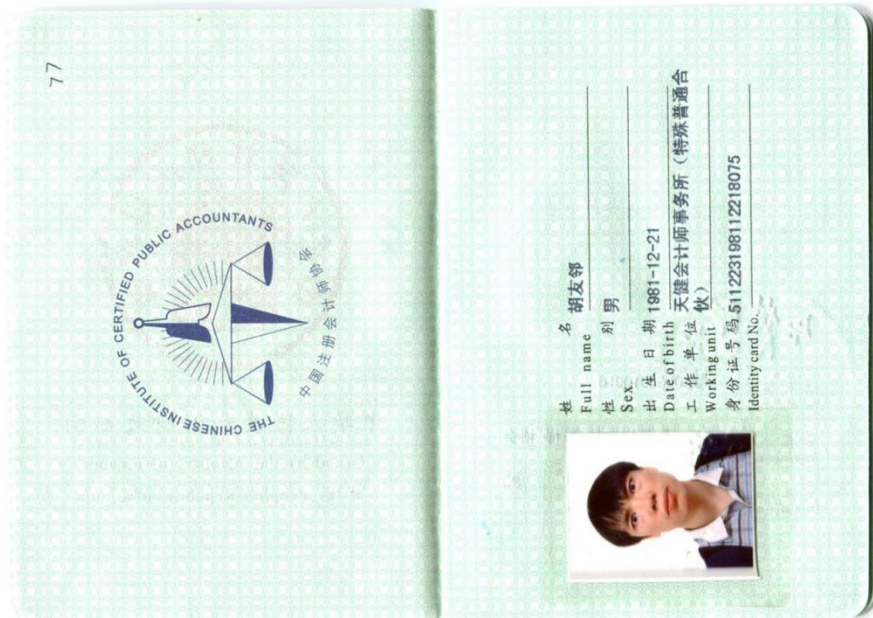 77
THE CHINESE INSTITUTE OF CERTIFIED PUBLIC ACCOUNTANTS
中国注册会计师协会
姓 名 胡友邻
Full name
性 别 男
Sex
出 生 日 期 1981-12-21
Date of birth
工 作 单 位 天健会计师事务所（特殊普通合
Working unit 伙）
身份证号码 511223198112218075
Identity card No.